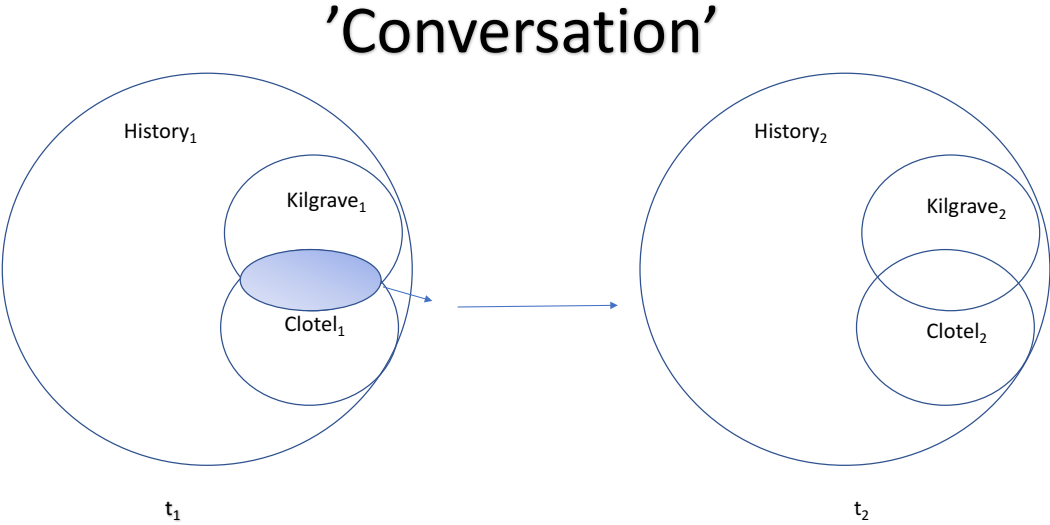 ’Conversation’
History₁
History₂
Kilgrave₁
Kilgrave₂
Clotel₁
Clotel₂
t₁
t₂